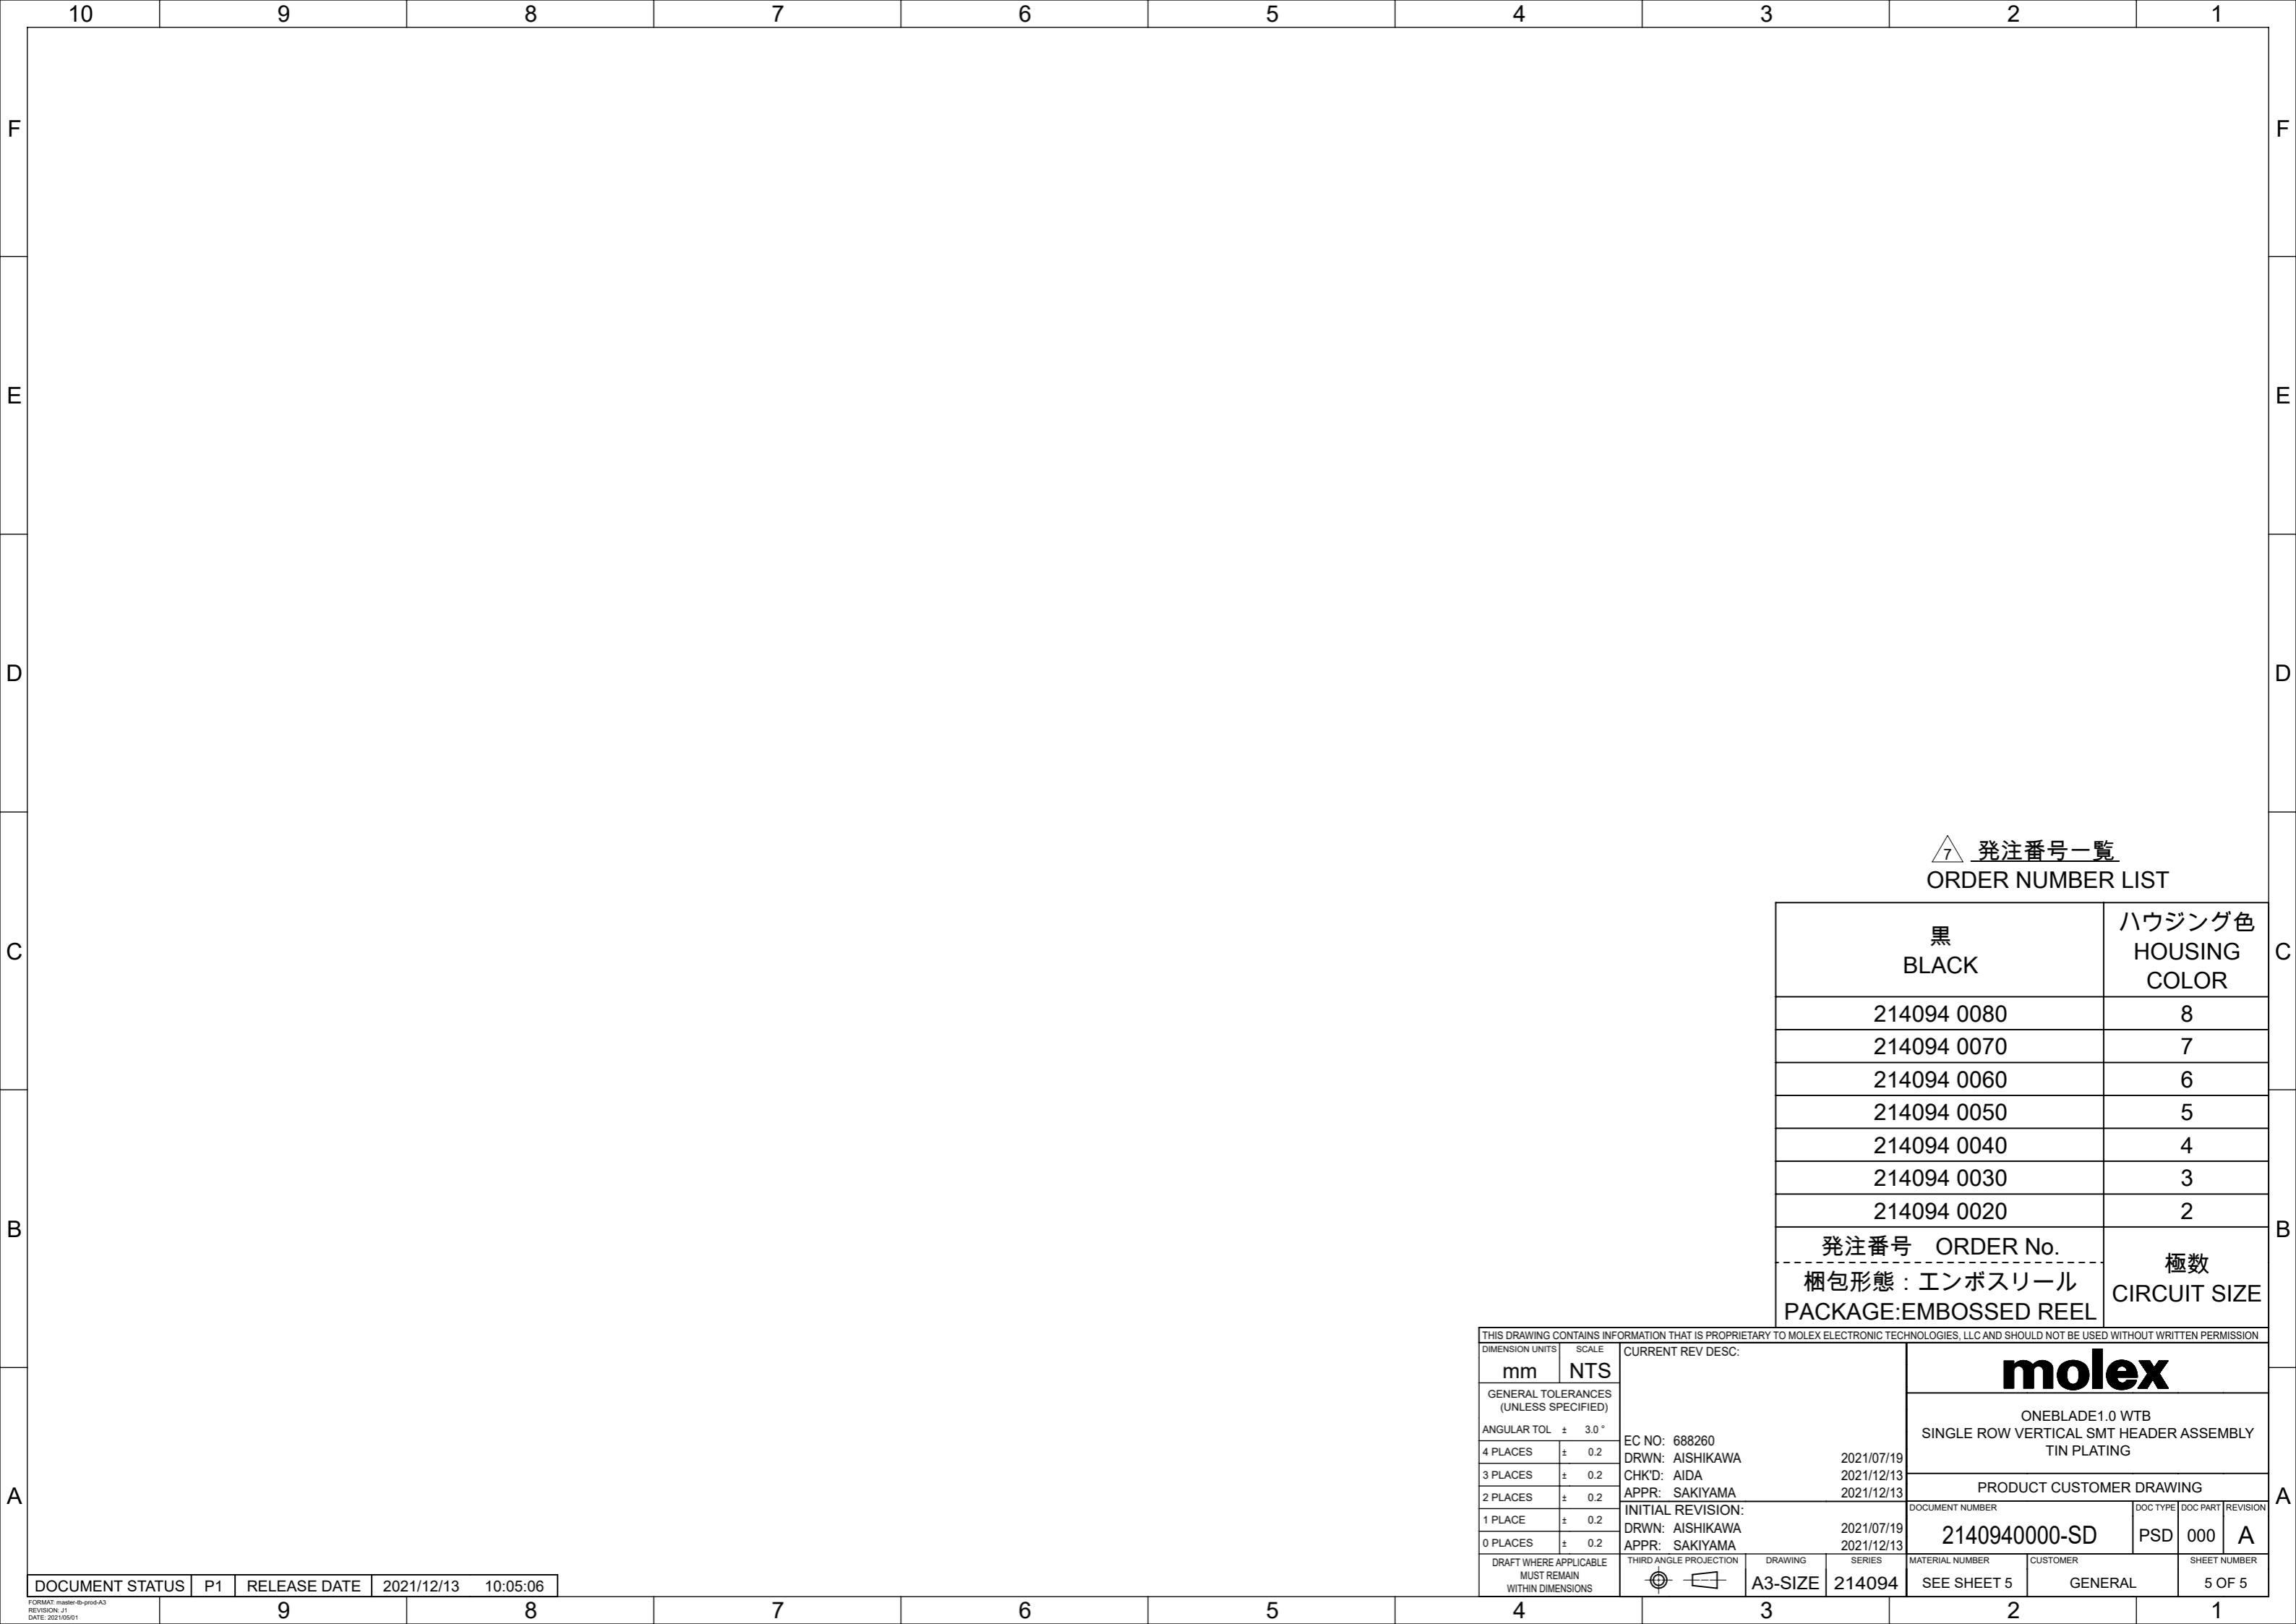 10 9 8 7 6 5 4 3 2 1
F F
E E
D D
C C
B B
A A
7 発注番号一覧
ORDER NUMBER LIST
黒
BLACK
ハウジング色
HOUSING
COLOR
214094 0080 8
214094 0070 7
214094 0060 6
214094 0050 5
214094 0040 4
214094 0030 3
214094 0020 2
発注番号 ORDER No.
梱包形態：エンボスリール
PACKAGE:EMBOSSED REEL
極数
CIRCUIT SIZE
THIS DRAWING CONTAINS INFORMATION THAT IS PROPRIETARY TO MOLEX ELECTRONIC TECHNOLOGIES, LLC AND SHOULD NOT BE USED WITHOUT WRITTEN PERMISSION
DIMENSION UNITS SCALE
mm NTS
GENERAL TOLERANCES
(UNLESS SPECIFIED)
ANGULAR TOL ± 3.0 °
4 PLACES ± 0.2
3 PLACES ± 0.2
2 PLACES ± 0.2
1 PLACE ± 0.2
0 PLACES ± 0.2
DRAFT WHERE APPLICABLE
MUST REMAIN
WITHIN DIMENSIONS
CURRENT REV DESC:
EC NO: 688260
DRWN: AISHIKAWA 2021/07/19
CHK'D: AIDA 2021/12/13
APPR: SAKIYAMA 2021/12/13
INITIAL REVISION:
DRWN: AISHIKAWA 2021/07/19
APPR: SAKIYAMA 2021/12/13
THIRD ANGLE PROJECTION
DRAWING
A3-SIZE
SERIES
214094
molex
ONEBLADE1.0 WTB
SINGLE ROW VERTICAL SMT HEADER ASSEMBLY
TIN PLATING
PRODUCT CUSTOMER DRAWING
DOCUMENT NUMBER DOC TYPE DOC PART REVISION
2140940000-SD PSD 000 A
MATERIAL NUMBER CUSTOMER SHEET NUMBER
SEE SHEET 5 GENERAL 5 OF 5
DOCUMENT STATUS P1 RELEASE DATE 2021/12/13 10:05:06
FORMAT: master-tb-prod-A3
REVISION: J1
DATE: 2021/05/01
9 8 7 6 5 4 3 2 1